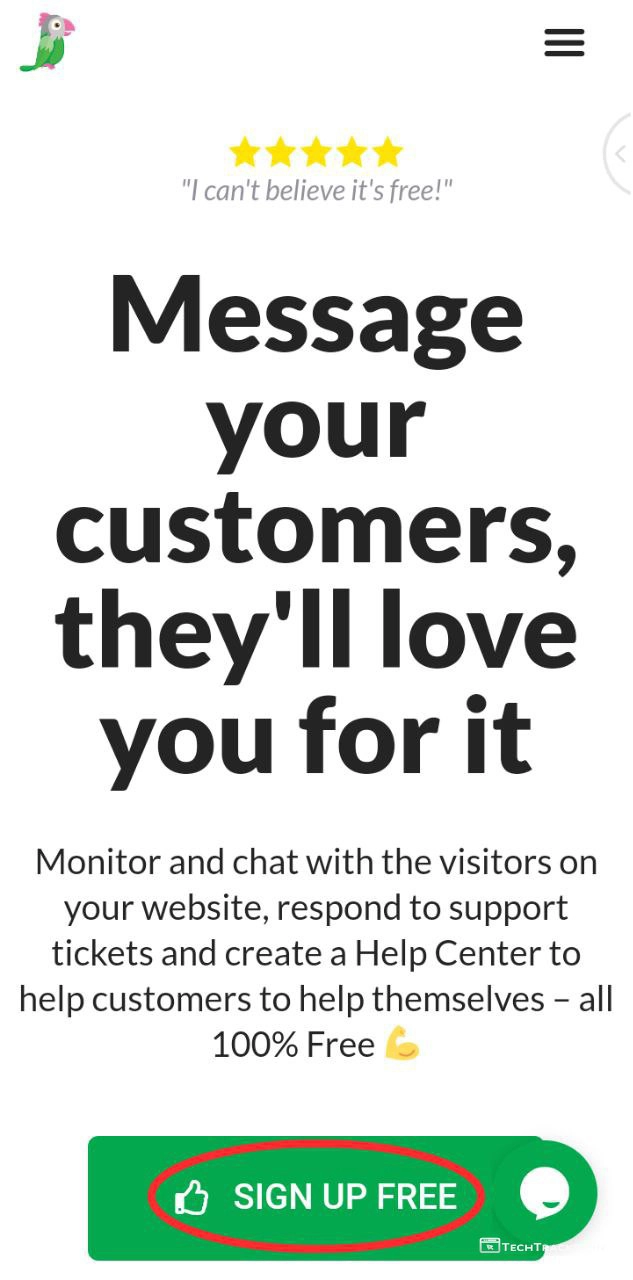 "I can't believe it's free!"
Message
your
customers,
they'll love
you for it
Monitor and chat with the visitors on
your website, respond to support
tickets and create a Help Center to
help customers to help themselves – all
100% Free 💪
SIGN UP FREE